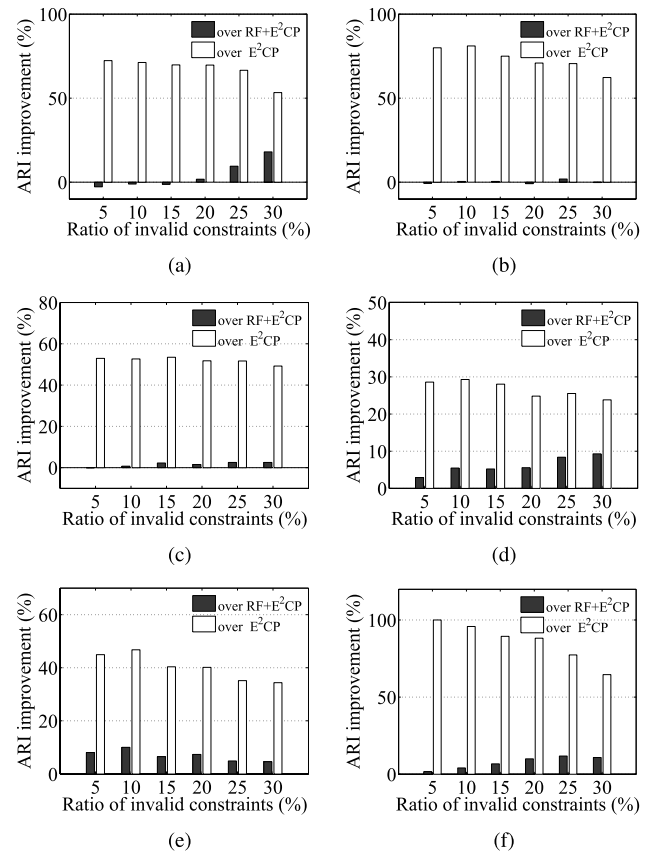 100
over RF+E²CP
over E²CP
50
0
ARI improvement (%)
5 10 15 20 25 30
Ratio of invalid constraints (%)
(a)
100
over RF+E²CP
over E²CP
50
0
ARI improvement (%)
5 10 15 20 25 30
Ratio of invalid constraints (%)
(b)
80
over RF+E²CP
over E²CP
60
40
20
0
ARI improvement (%)
5 10 15 20 25 30
Ratio of invalid constraints (%)
(c)
50
over RF+E²CP
over E²CP
40
30
20
10
0
ARI improvement (%)
5 10 15 20 25 30
Ratio of invalid constraints (%)
(d)
over RF+E²CP
over E²CP
60
40
20
0
ARI improvement (%)
5 10 15 20 25 30
Ratio of invalid constraints (%)
(e)
over RF+E²CP
over E²CP
100
50
0
ARI improvement (%)
5 10 15 20 25 30
Ratio of invalid constraints (%)
(f)